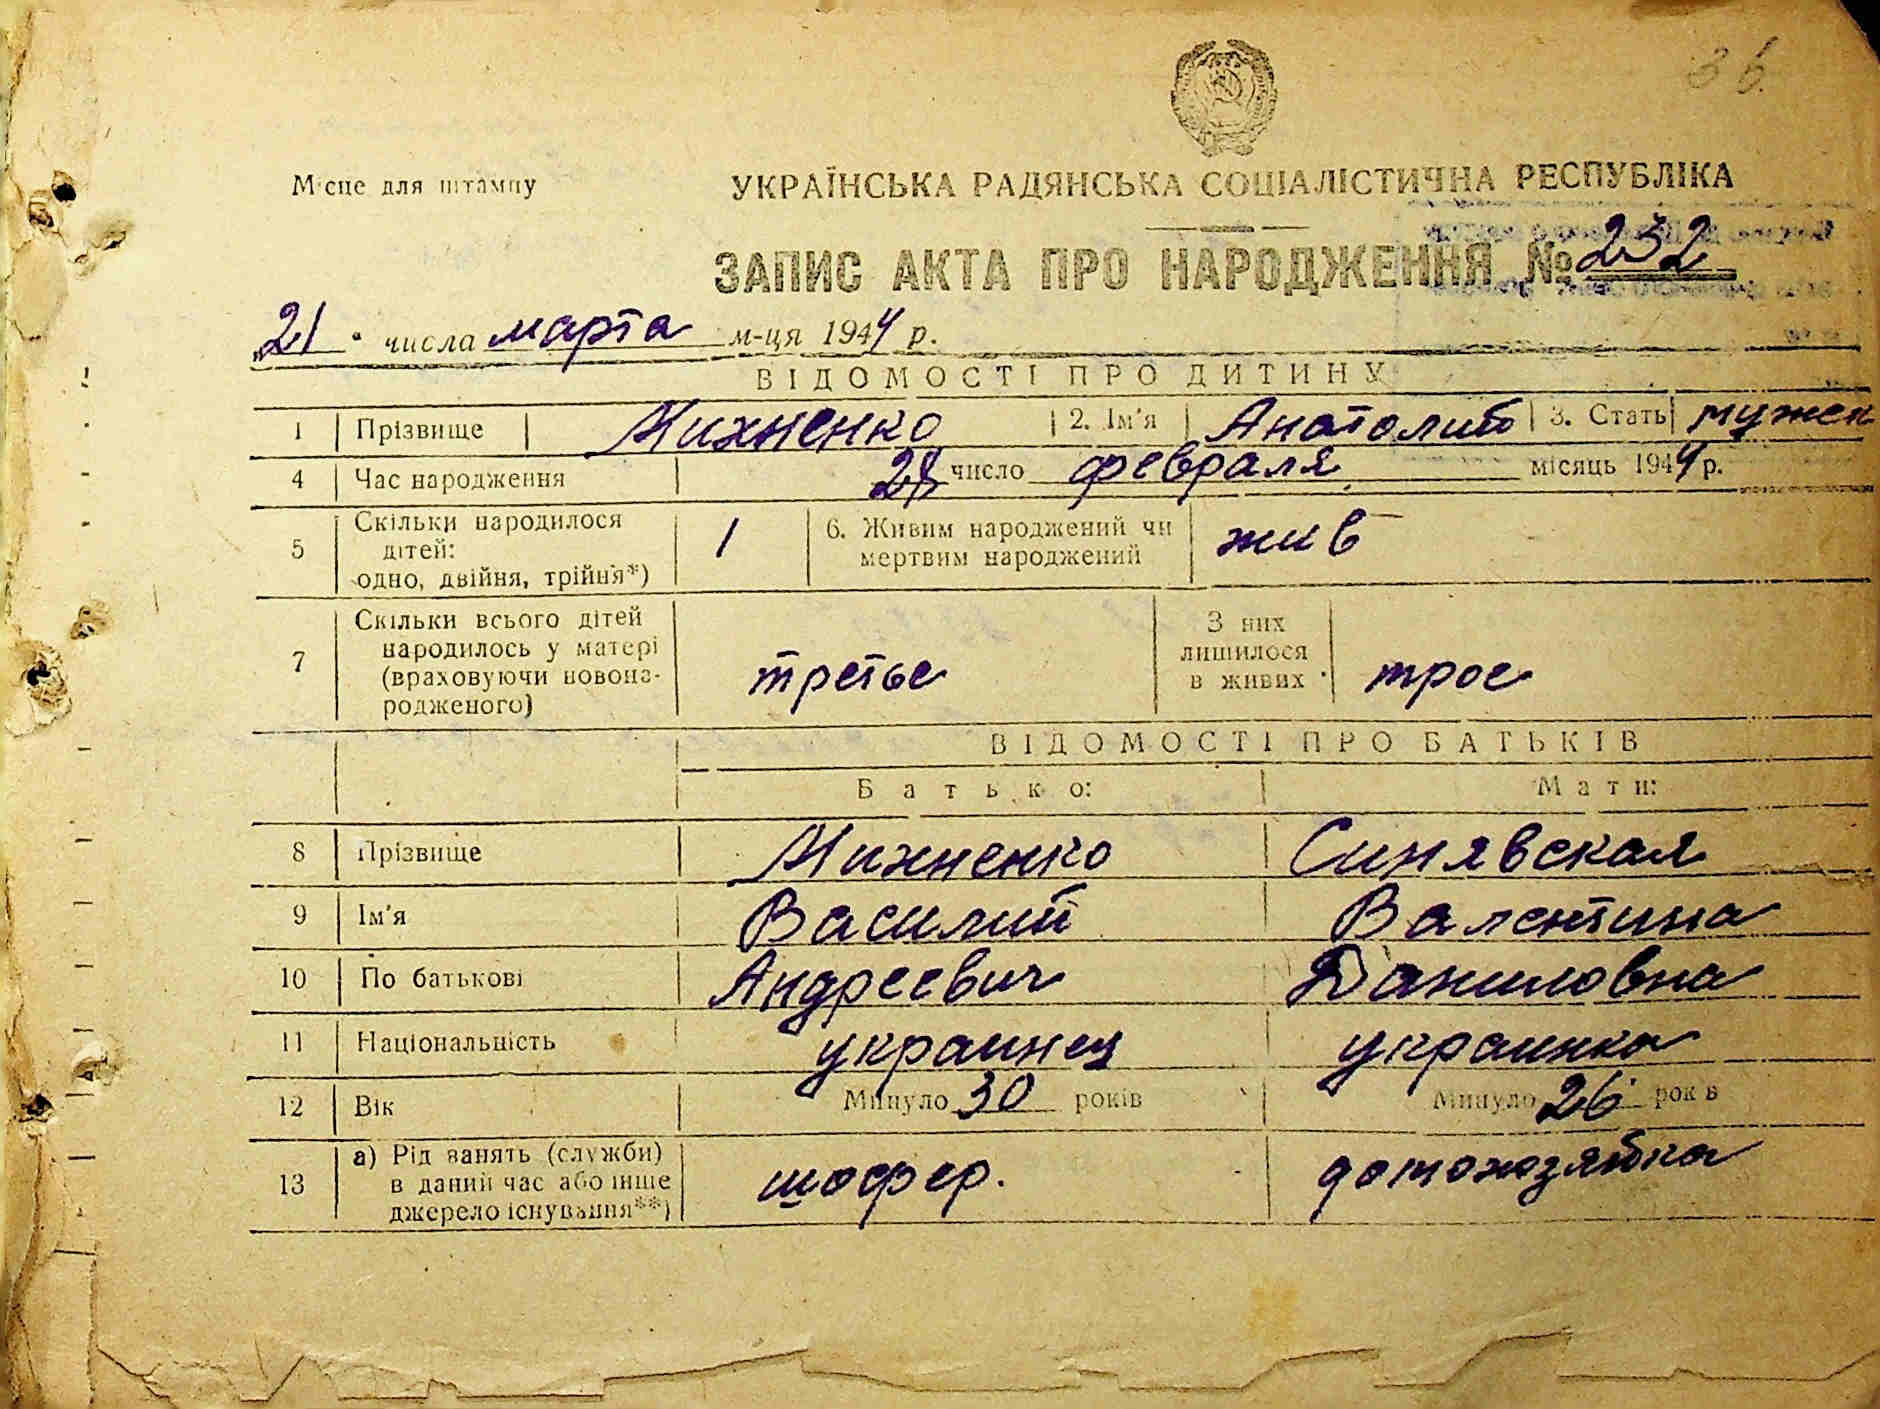 36.
Місце для штампу
УКРАЇНСЬКА РАДЯНСЬКА СОЦІАЛІСТИЧНА РЕСПУБЛІКА
ЗАПИС АКТА ПРО НАРОДЖЕННЯ № 232
„21“ числа марта м-ця 1944 р.
ВІДОМОСТІ ПРО ДИТИНУ
1 Прізвище Михненко 2. Ім'я Анатолий 3. Стать мужск
4 Час народження 28 число февраля місяць 1944 р.
5 Скільки народилося дітей: одно, двійня, трійня*) 1 6. Живим народжений чи мертвим народжений жив
7 Скільки всього дітей народилось у матері (враховуючи новонародженого) третье З них лишилося в живих трое
ВІДОМОСТІ ПРО БАТЬКІВ
Батько: Мати:
8 Прізвище Михненко Синявская
9 Ім'я Василий Валентина
10 По батькові Андреевич Даниловна
11 Національність украинец украинка
12 Вік Минуло 30 років Минуло 26 років
13 а) Рід занять (служби) в даний час або інше джерело існування**) шофер. домохозяйка